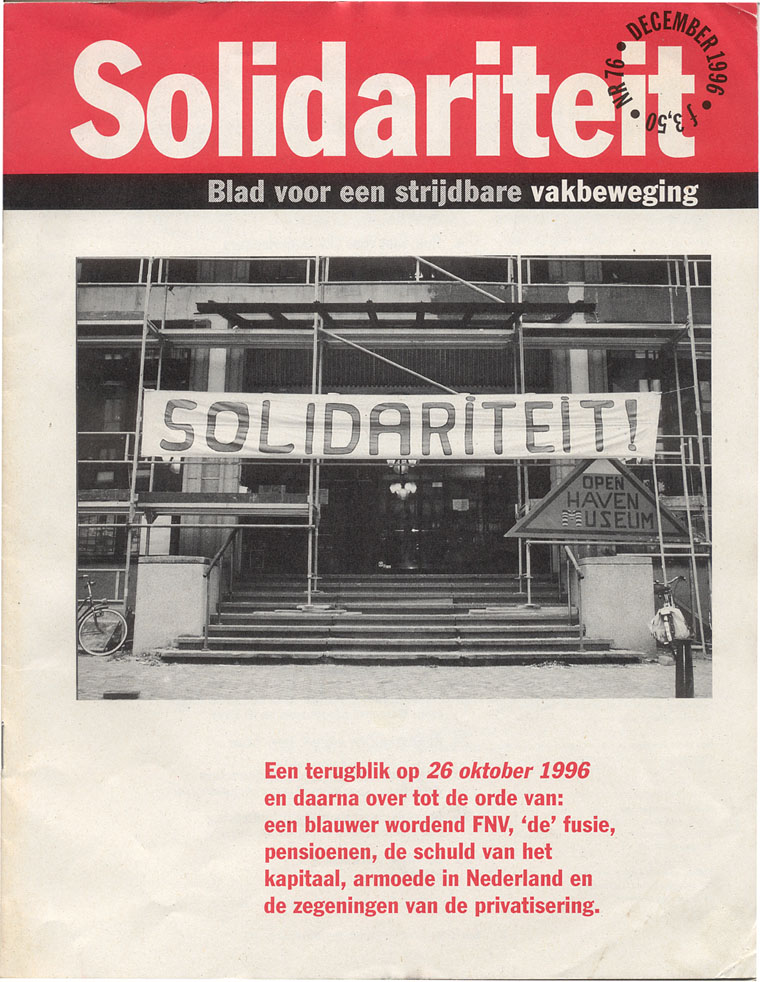 Solidariteit
NR 76 • DECEMBER 1996 • ƒ 3,50 •
Blad voor een strijdbare vakbeweging
SOLIDARITEIT!
OPEN
HAVEN
MUSEUM
Een terugblik op 26 oktober 1996
en daarna over tot de orde van:
een blauwer wordend FNV, ‘de’ fusie,
pensioenen, de schuld van het
kapitaal, armoede in Nederland en
de zegeningen van de privatisering.